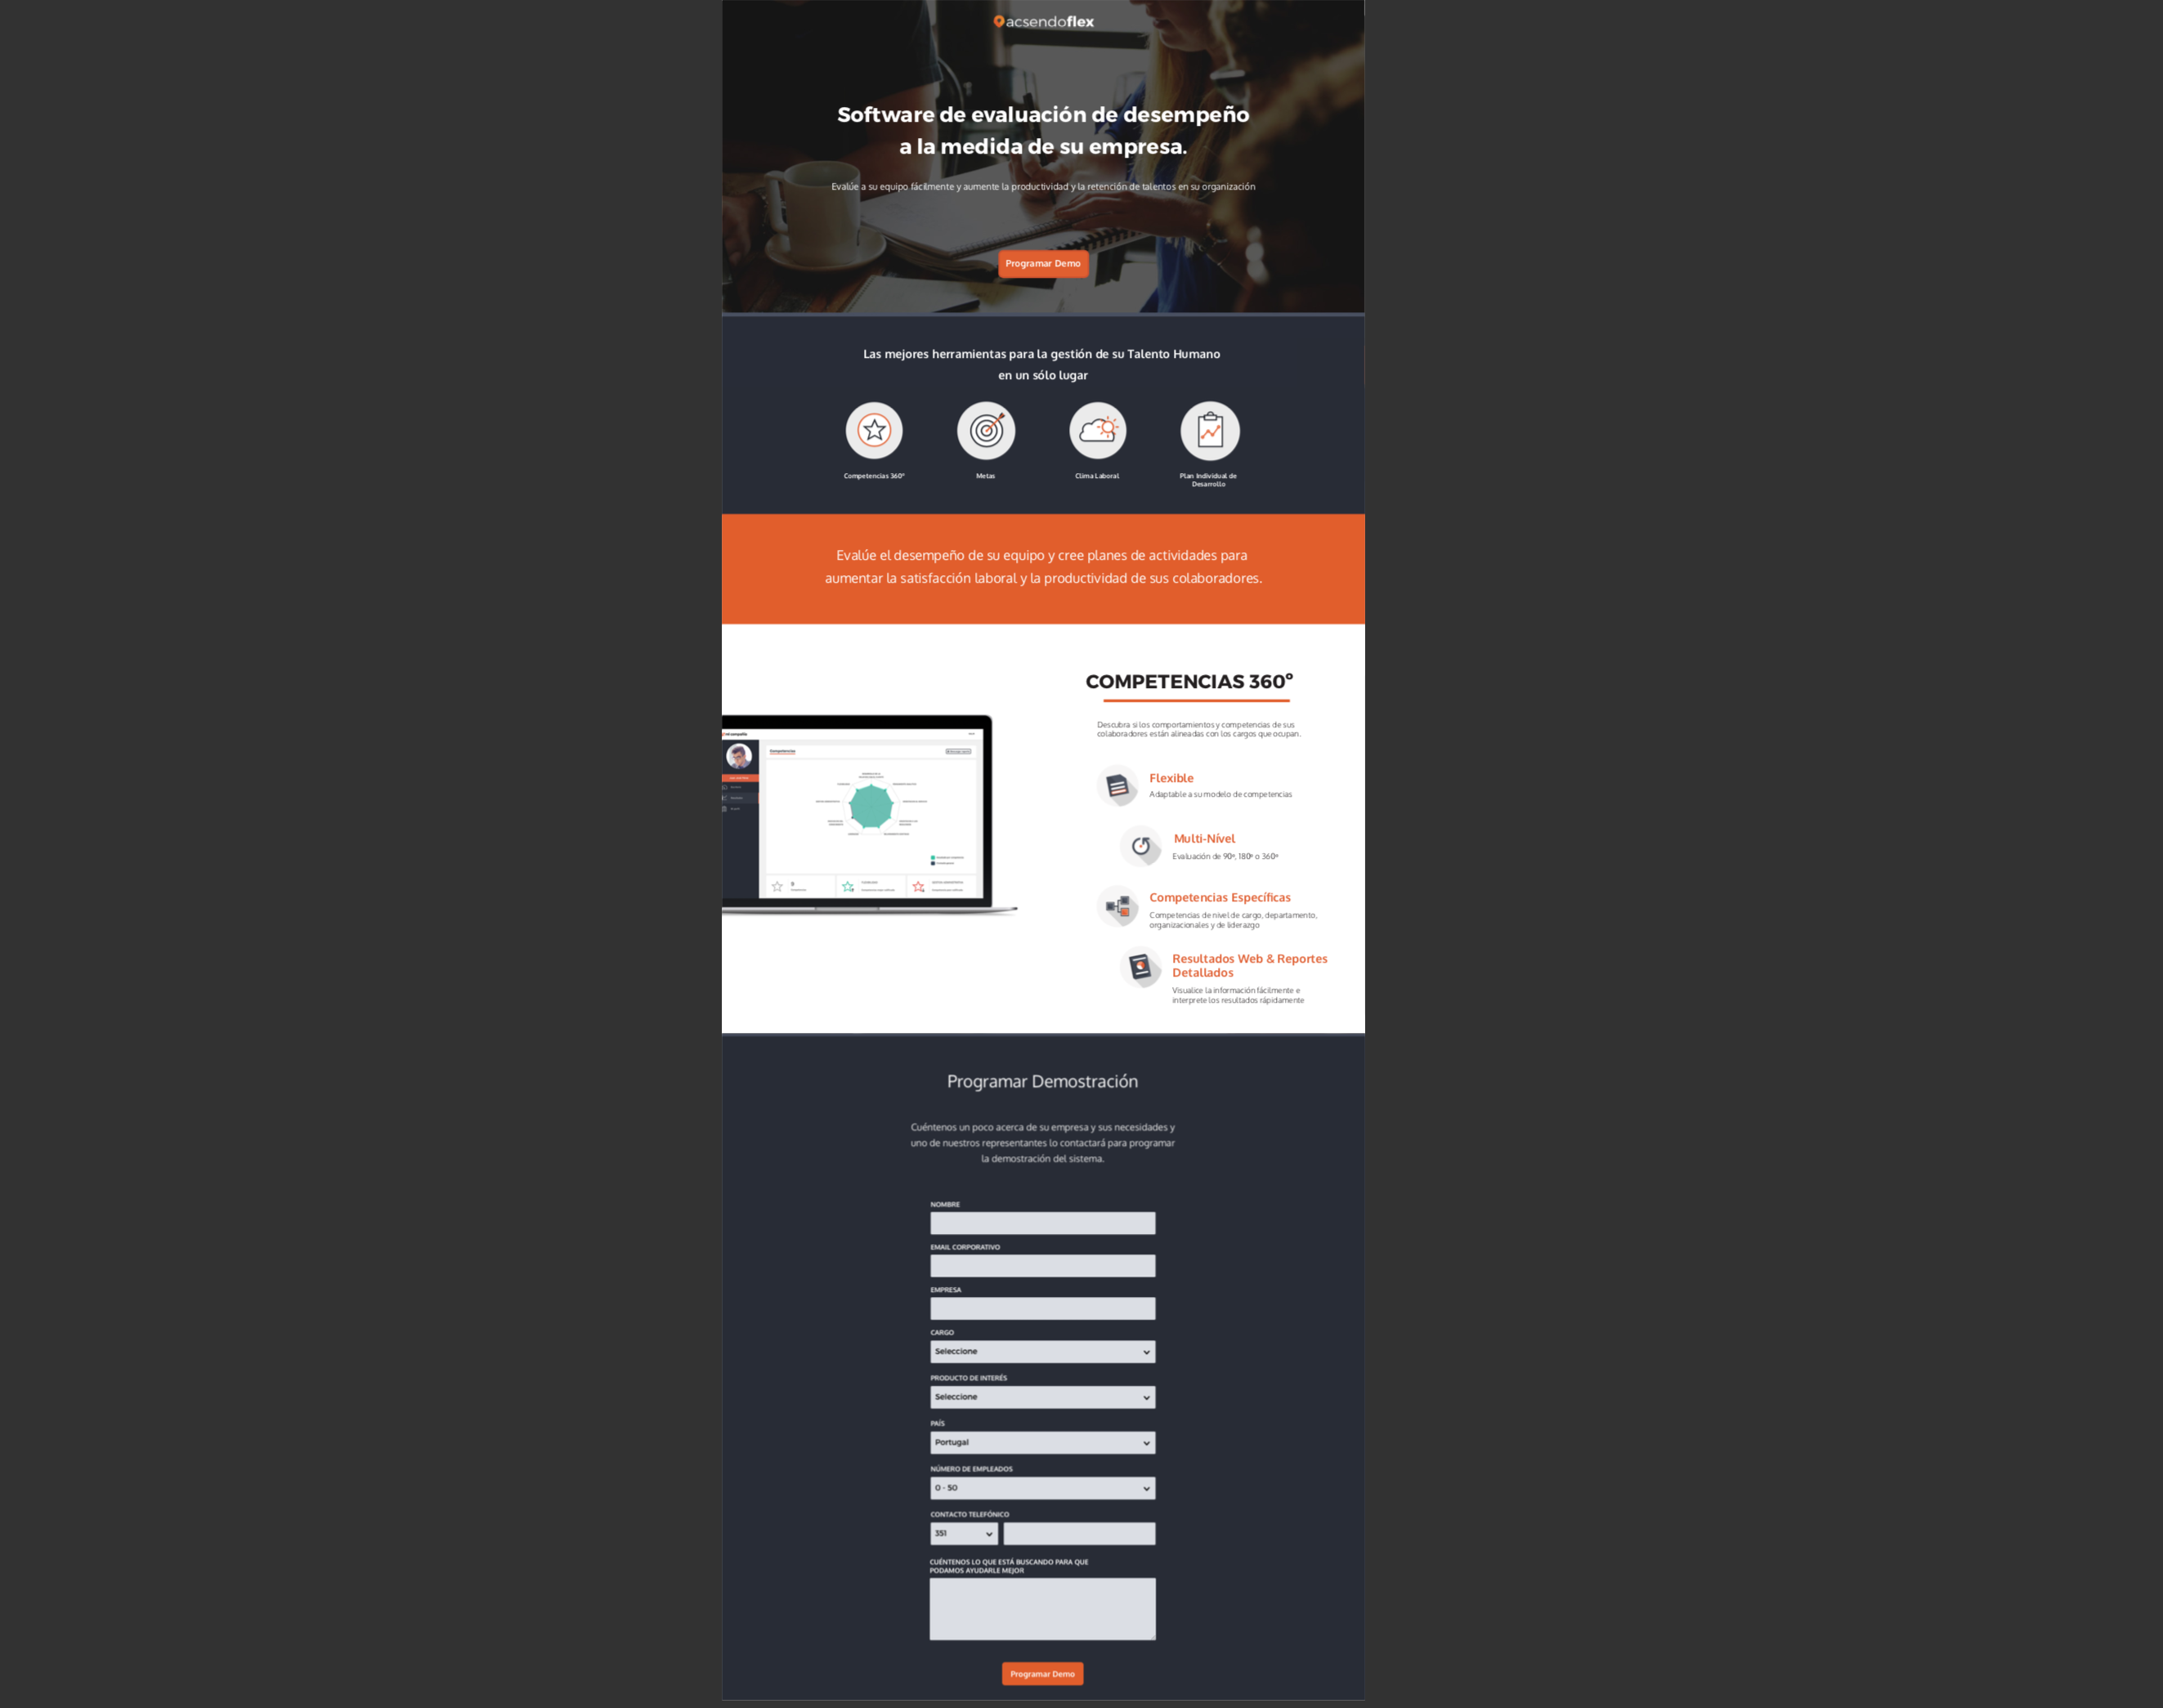 acsendoflex
Software de evaluación de desempeño
a la medida de su empresa.
Evalúe a su equipo fácilmente y aumente la productividad y la retención de talentos en su organización
Programar Demo
Las mejores herramientas para la gestión de su Talento Humano
en un sólo lugar
Competencias 360º
Metas
Clima Laboral
Plan Individual de
Desarrollo
Evalúe el desempeño de su equipo y cree planes de actividades para
aumentar la satisfacción laboral y la productividad de sus colaboradores.
COMPETENCIAS 360º
Descubra si los comportamientos y competencias de sus
colaboradores están alineadas con los cargos que ocupan.
Competencias
Flexible
Adaptable a su modelo de competencias
Multi-Nível
Evaluación de 90º, 180º o 360º
Competencias Específicas
Competencias de nivel de cargo, departamento,
organizacionales y de liderazgo
Resultados Web & Reportes
Detallados
Visualice la información fácilmente e
interprete los resultados rápidamente
Programar Demostración
Cuéntenos un poco acerca de su empresa y sus necesidades y
uno de nuestros representantes lo contactará para programar
la demostración del sistema.
NOMBRE
EMAIL CORPORATIVO
EMPRESA
CARGO
Seleccione
PRODUCTO DE INTERÉS
Seleccione
PAÍS
Portugal
NÚMERO DE EMPLEADOS
0 - 50
CONTACTO TELEFÓNICO
351
CUÉNTENOS LO QUE ESTÁ BUSCANDO PARA QUE
PODAMOS AYUDARLE MEJOR
Programar Demo